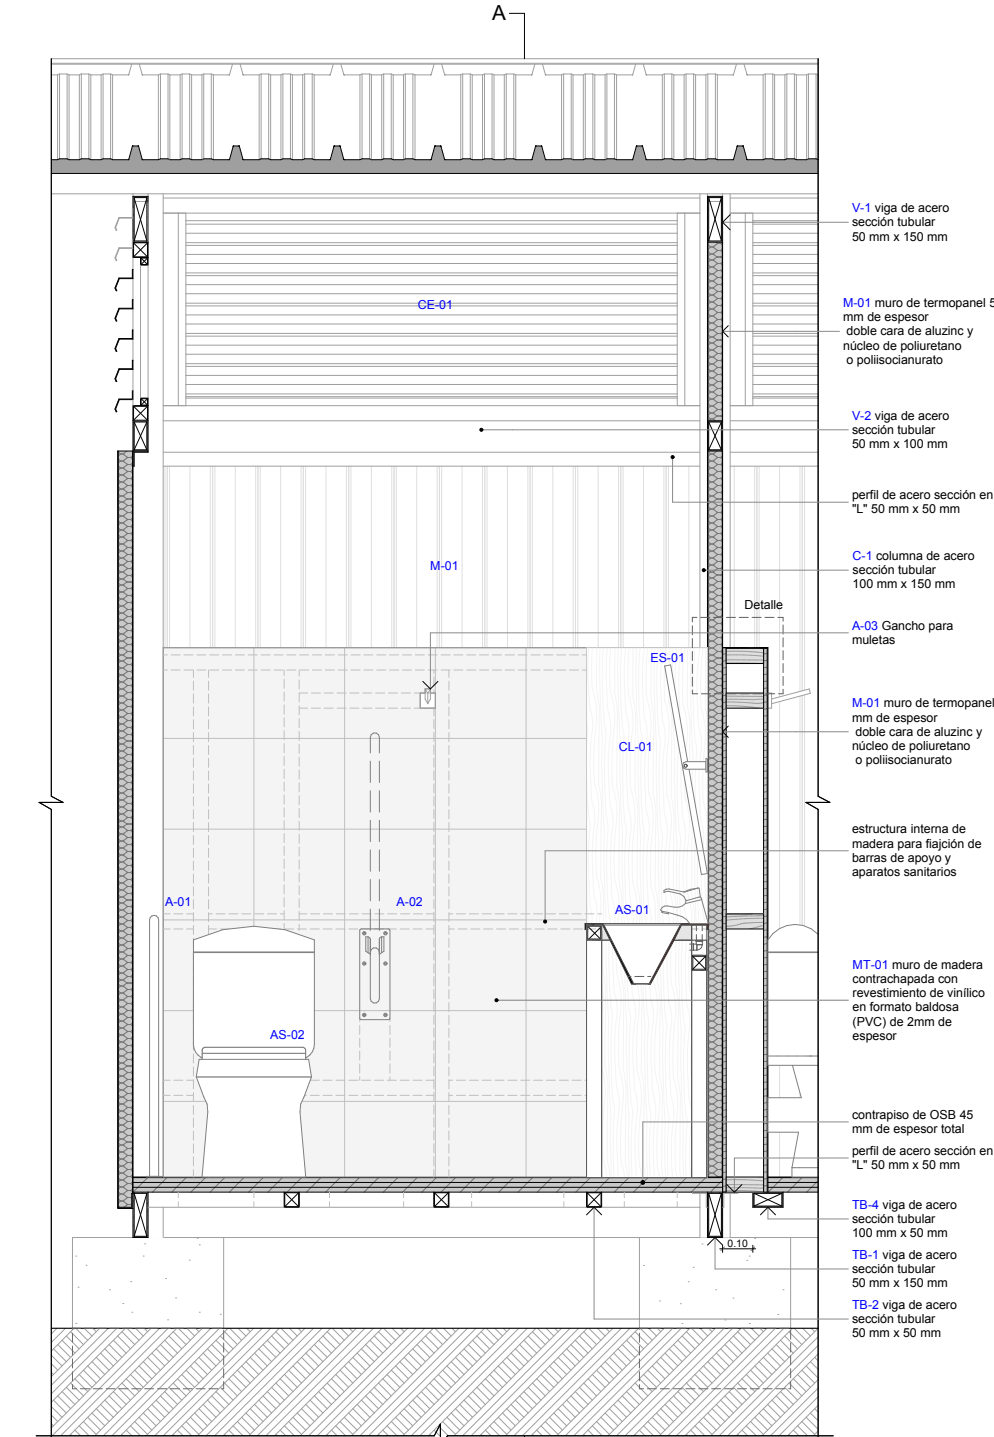 A
V-1 viga de acero
sección tubular
50 mm x 150 mm
CE-01
M-01 muro de termopanel 5
mm de espesor
doble cara de aluzinc y
núcleo de poliuretano
o poliisocianurato
V-2 viga de acero
sección tubular
50 mm x 100 mm
perfil de acero sección en
"L" 50 mm x 50 mm
M-01
C-1 columna de acero
sección tubular
100 mm x 150 mm
Detalle
A-03 Gancho para
muletas
ES-01
M-01 muro de termopanel
mm de espesor
doble cara de aluzinc y
núcleo de poliuretano
o poliisocianurato
CL-01
estructura interna de
madera para fiajción de
barras de apoyo y
aparatos sanitarios
A-01
A-02
AS-01
MT-01 muro de madera
contrachapada con
revestimiento de vinílico
en formato baldosa
(PVC) de 2mm de
espesor
AS-02
contrapiso de OSB 45
mm de espesor total
perfil de acero sección en
"L" 50 mm x 50 mm
TB-4 viga de acero
sección tubular
100 mm x 50 mm
0.10
TB-1 viga de acero
sección tubular
50 mm x 150 mm
TB-2 viga de acero
sección tubular
50 mm x 50 mm